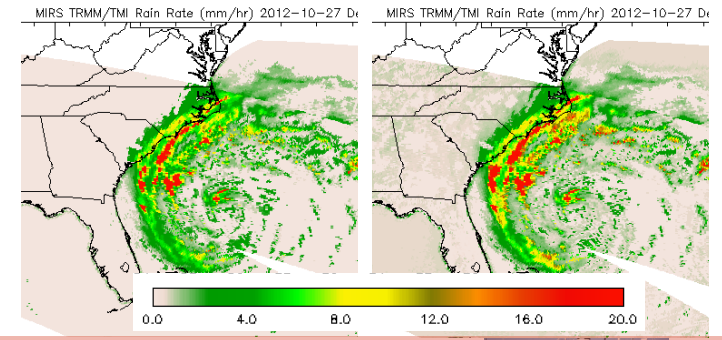 MIRS TRMM/TMI Rain Rate (mm/hr) 2012-10-27
MIRS TRMM/TMI Rain Rate (mm/hr) 2012-10-27 De
0.0 4.0 8.0 12.0 16.0 20.0